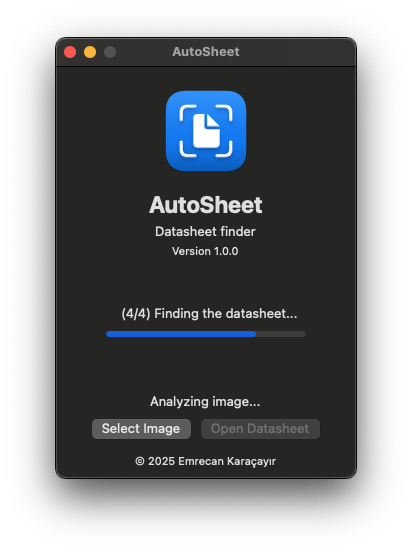 AutoSheet
AutoSheet
Datasheet finder
Version 1.0.0
(4/4) Finding the datasheet...
Analyzing image...
Select Image Open Datasheet
© 2025 Emrecan Karaçayır